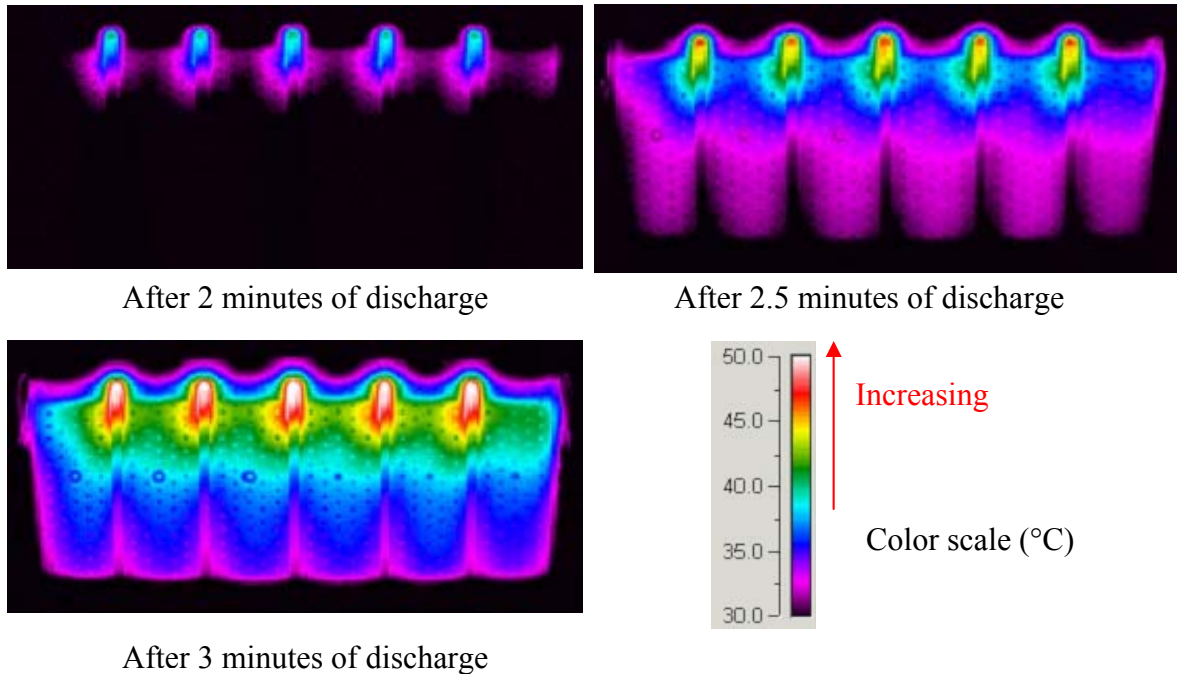 After 2 minutes of discharge
After 2.5 minutes of discharge
50.0
45.0
40.0
35.0
30.0
Increasing
Color scale (°C)
After 3 minutes of discharge